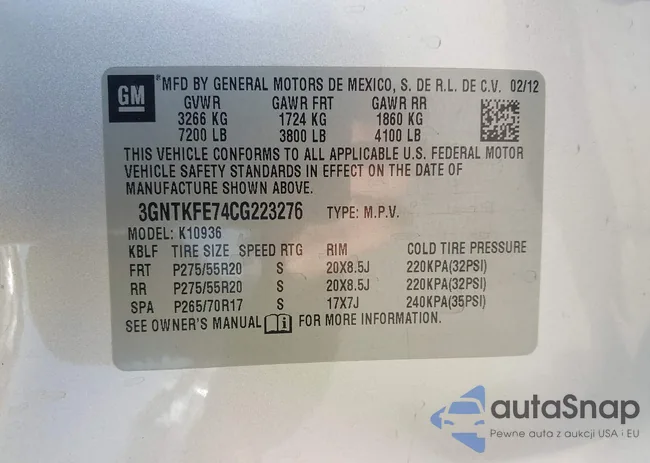 GM
MFD BY GENERAL MOTORS DE MEXICO, S. DE R.L. DE C.V. 02/12
GVWR GAWR FRT GAWR RR
3266 KG 1724 KG 1860 KG
7200 LB 3800 LB 4100 LB
THIS VEHICLE CONFORMS TO ALL APPLICABLE U.S. FEDERAL MOTOR
VEHICLE SAFETY STANDARDS IN EFFECT ON THE DATE OF
MANUFACTURE SHOWN ABOVE.
3GNTKFE74CG223276 TYPE: M.P.V.
MODEL: K10936
KBLF TIRE SIZE SPEED RTG RIM COLD TIRE PRESSURE
FRT P275/55R20 S 20X8.5J 220KPA(32PSI)
RR P275/55R20 S 20X8.5J 220KPA(32PSI)
SPA P265/70R17 S 17X7J 240KPA(35PSI)
SEE OWNER'S MANUAL FOR MORE INFORMATION.
autaSnap
Pewne auta z aukcji USA i EU